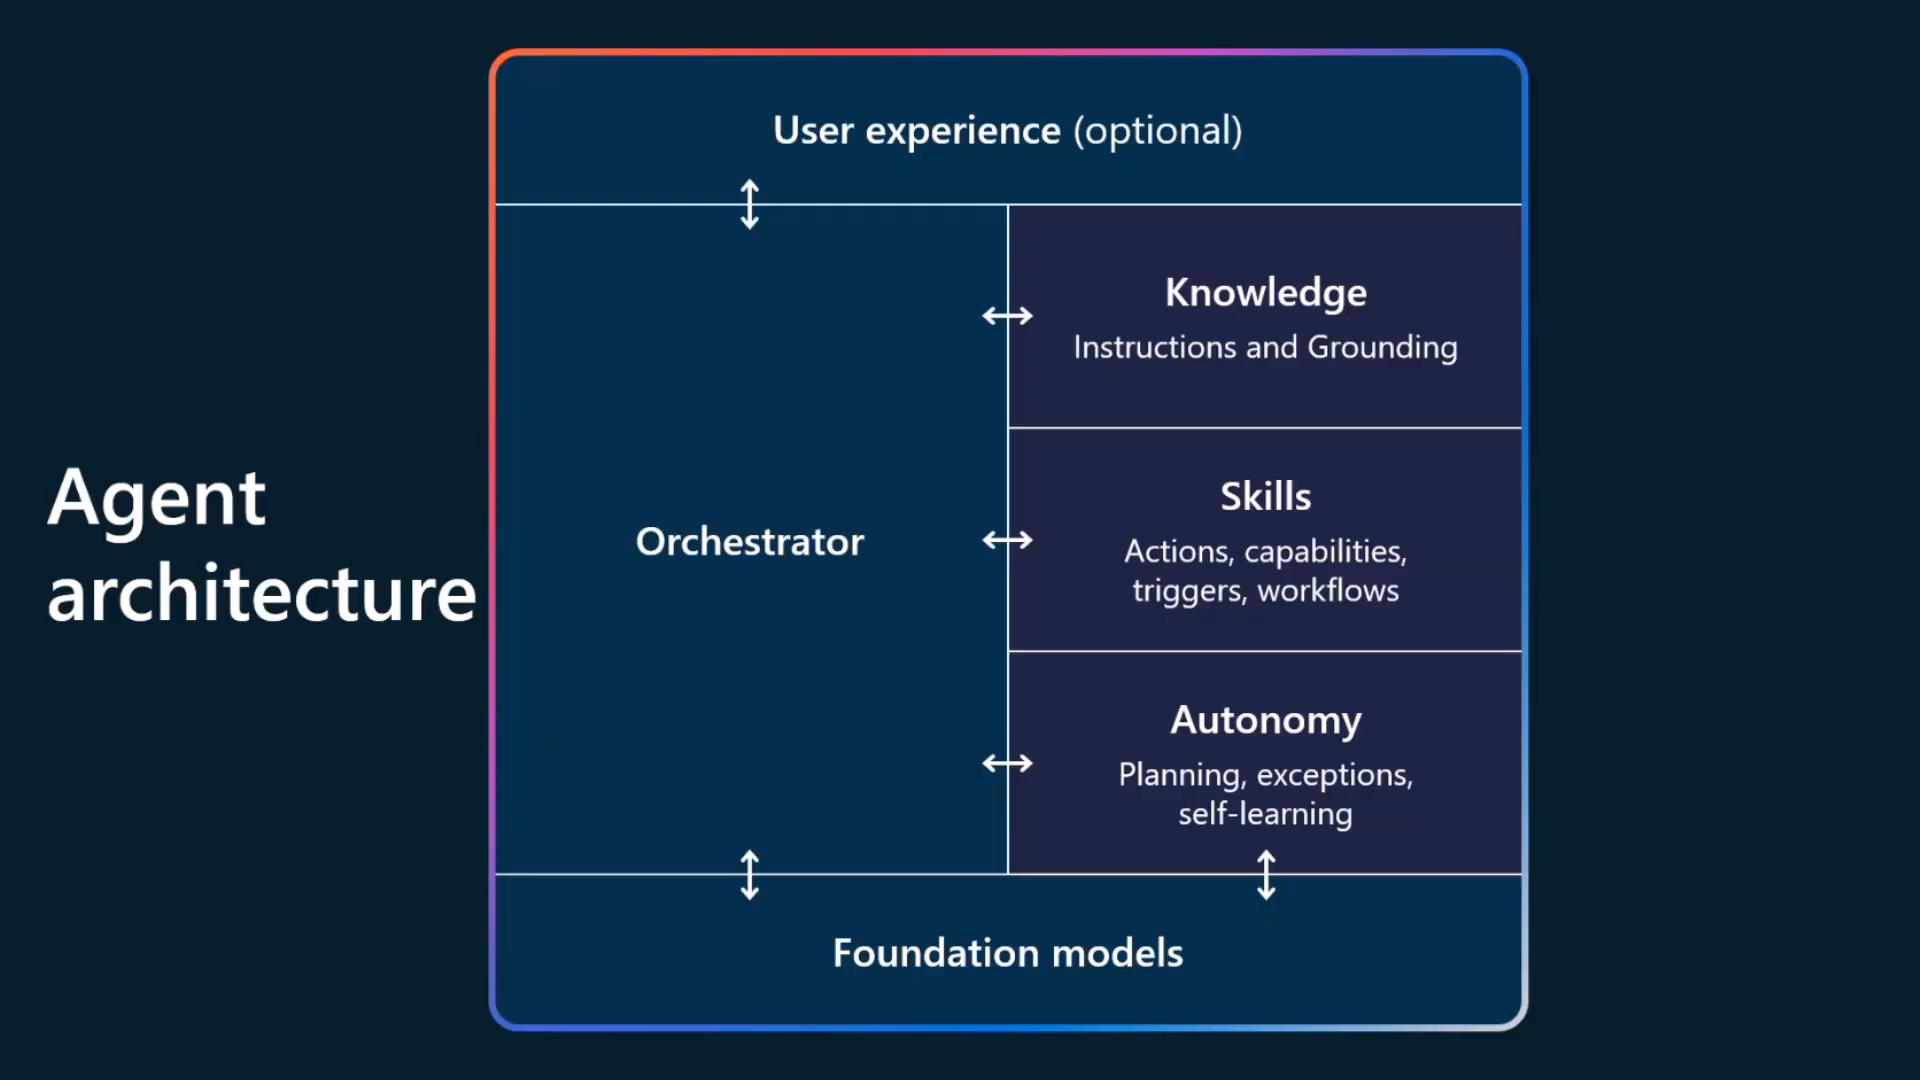 Agent
architecture
User experience (optional)
Orchestrator
Knowledge
Instructions and Grounding
Skills
Actions, capabilities,
triggers, workflows
Autonomy
Planning, exceptions,
self-learning
Foundation models